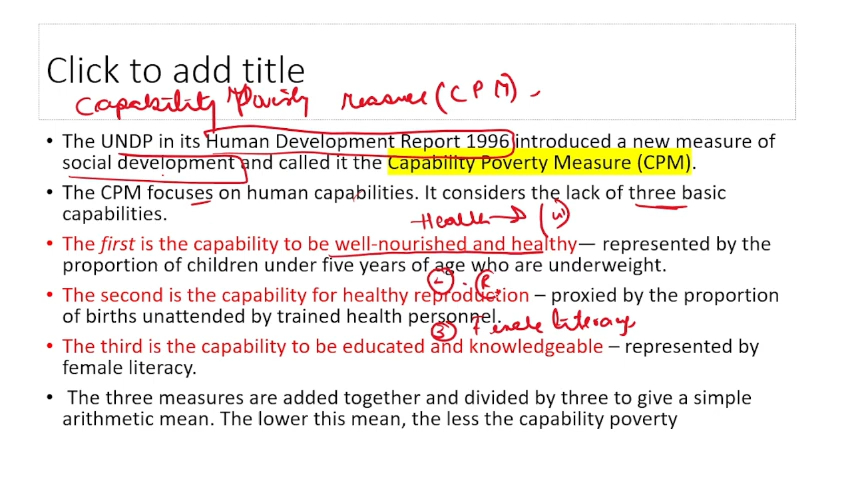 Click to add title
Capability Poverty Measure (CPM) -
• The UNDP in its Human Development Report 1996 introduced a new measure of
social development and called it the Capability Poverty Measure (CPM).
• The CPM focuses on human capabilities. It considers the lack of three basic
capabilities.
Health → (W)
• The first is the capability to be well-nourished and healthy— represented by the
proportion of children under five years of age who are underweight.
• The second is the capability for healthy reproduction – proxied by the proportion
of births unattended by trained health personnel.
③ Female literacy
• The third is the capability to be educated and knowledgeable – represented by
female literacy.
• The three measures are added together and divided by three to give a simple
arithmetic mean. The lower this mean, the less the capability poverty